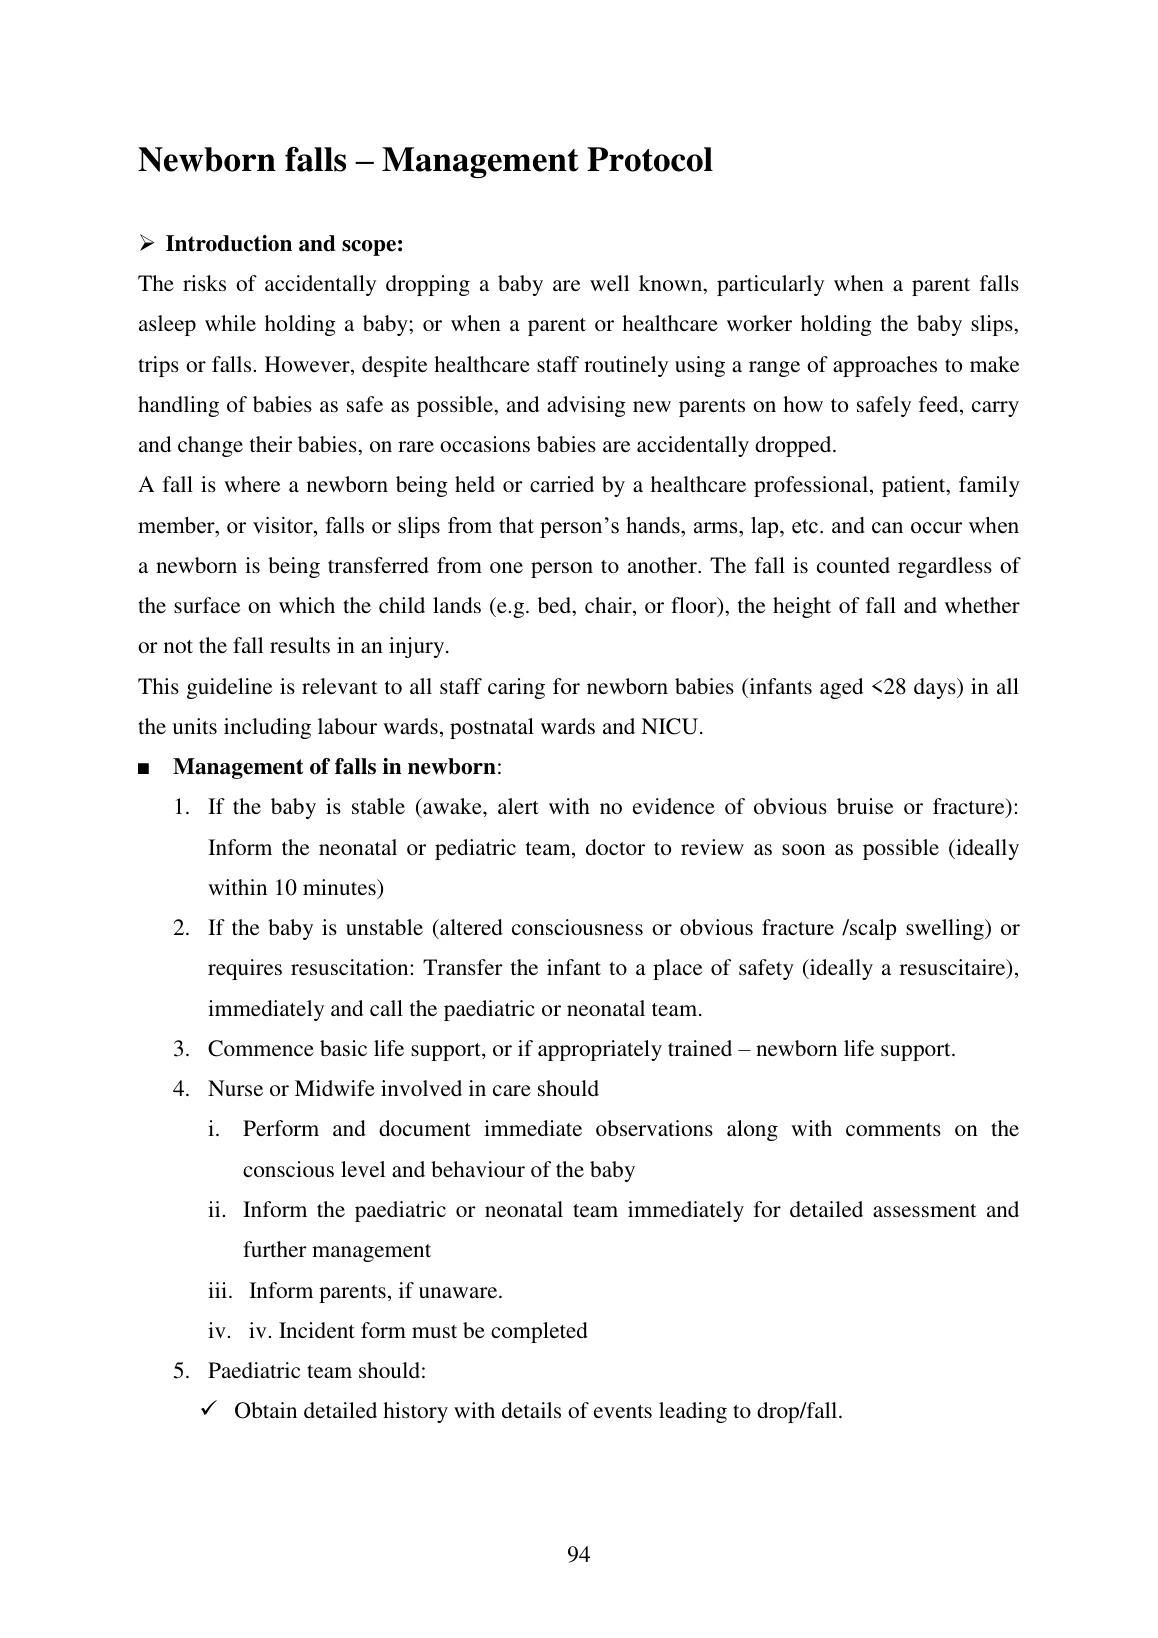 Newborn falls – Management Protocol
➢ Introduction and scope:
The risks of accidentally dropping a baby are well known, particularly when a parent falls
asleep while holding a baby; or when a parent or healthcare worker holding the baby slips,
trips or falls. However, despite healthcare staff routinely using a range of approaches to make
handling of babies as safe as possible, and advising new parents on how to safely feed, carry
and change their babies, on rare occasions babies are accidentally dropped.
A fall is where a newborn being held or carried by a healthcare professional, patient, family
member, or visitor, falls or slips from that person’s hands, arms, lap, etc. and can occur when
a newborn is being transferred from one person to another. The fall is counted regardless of
the surface on which the child lands (e.g. bed, chair, or floor), the height of fall and whether
or not the fall results in an injury.
This guideline is relevant to all staff caring for newborn babies (infants aged <28 days) in all
the units including labour wards, postnatal wards and NICU.
■ Management of falls in newborn:
1. If the baby is stable (awake, alert with no evidence of obvious bruise or fracture):
Inform the neonatal or pediatric team, doctor to review as soon as possible (ideally
within 10 minutes)
2. If the baby is unstable (altered consciousness or obvious fracture /scalp swelling) or
requires resuscitation: Transfer the infant to a place of safety (ideally a resuscitaire),
immediately and call the paediatric or neonatal team.
3. Commence basic life support, or if appropriately trained – newborn life support.
4. Nurse or Midwife involved in care should
i. Perform and document immediate observations along with comments on the
conscious level and behaviour of the baby
ii. Inform the paediatric or neonatal team immediately for detailed assessment and
further management
iii. Inform parents, if unaware.
iv. iv. Incident form must be completed
5. Paediatric team should:
✓ Obtain detailed history with details of events leading to drop/fall.
94